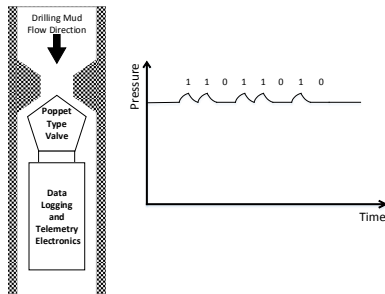 Drilling Mud
Flow Direction
Poppet
Type
Valve
Data
Logging
and
Telemetry
Electronics
Pressure
1 1 0 1 1 0 1 0
Time